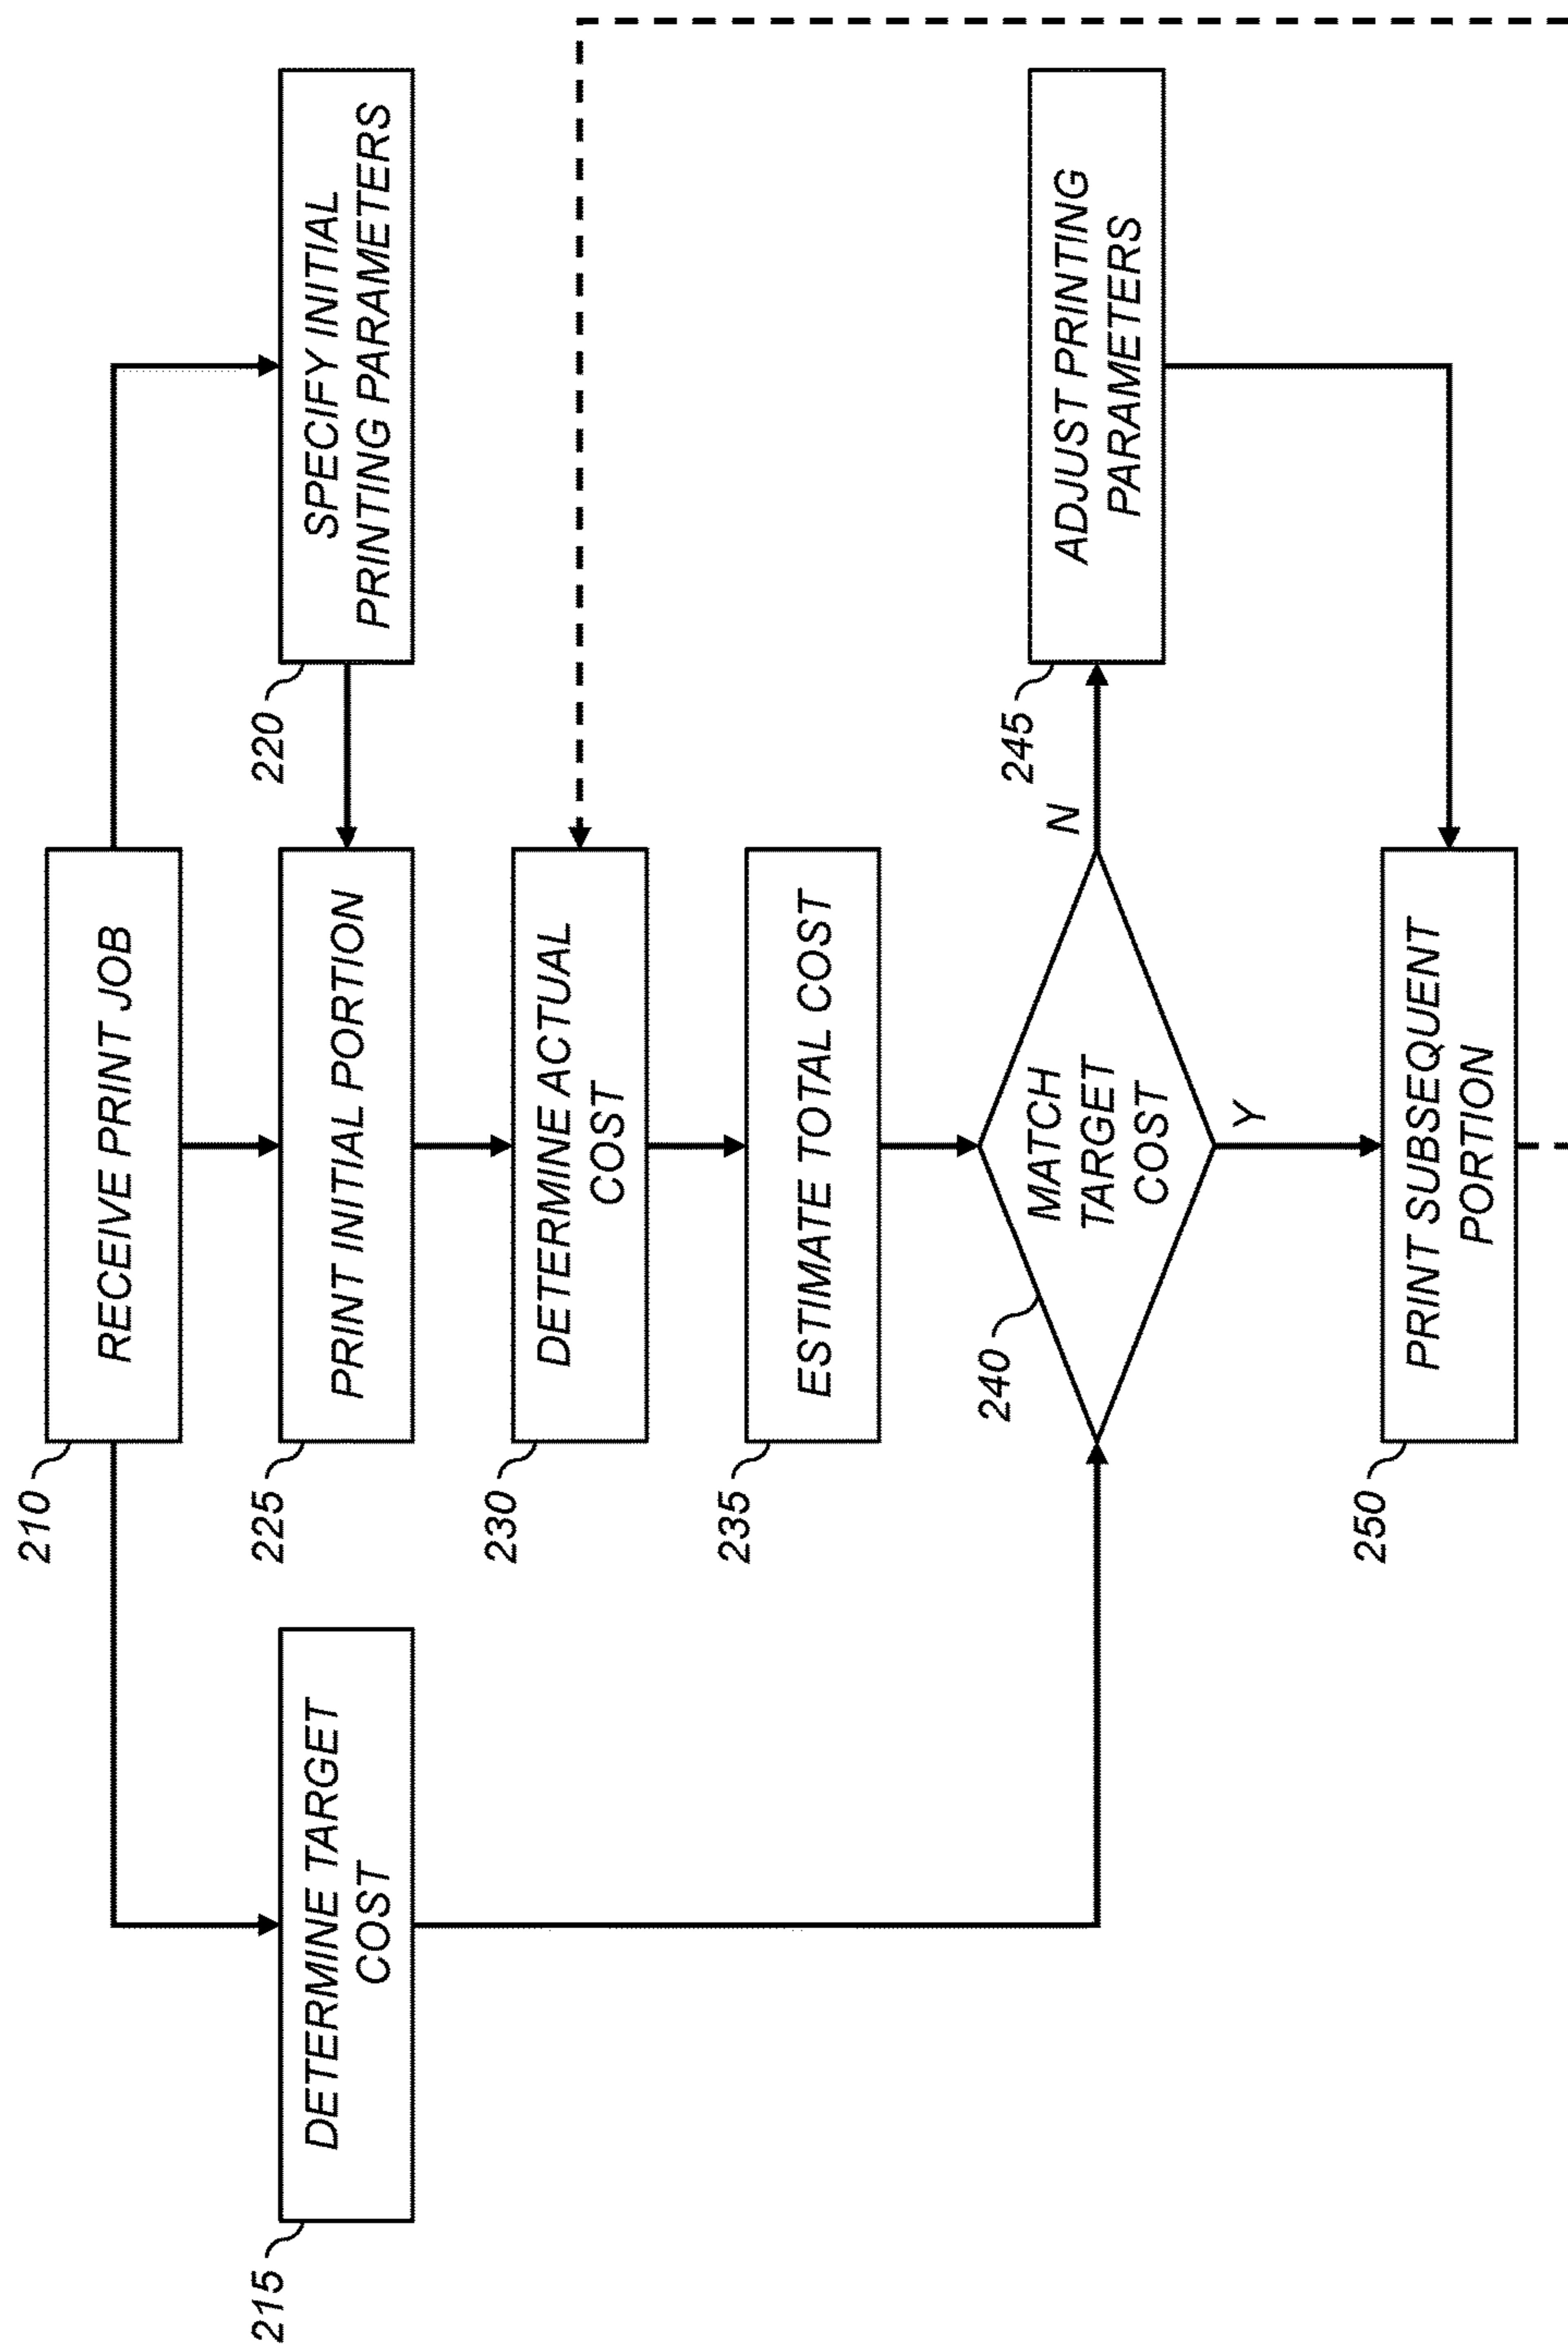 210
RECEIVE PRINT JOB
215
DETERMINE TARGET
COST
225
PRINT INITIAL PORTION
220
SPECIFY INITIAL
PRINTING PARAMETERS
230
DETERMINE ACTUAL
COST
235
ESTIMATE TOTAL COST
240
MATCH
TARGET
COST
N
245
ADJUST PRINTING
PARAMETERS
Y
250
PRINT SUBSEQUENT
PORTION